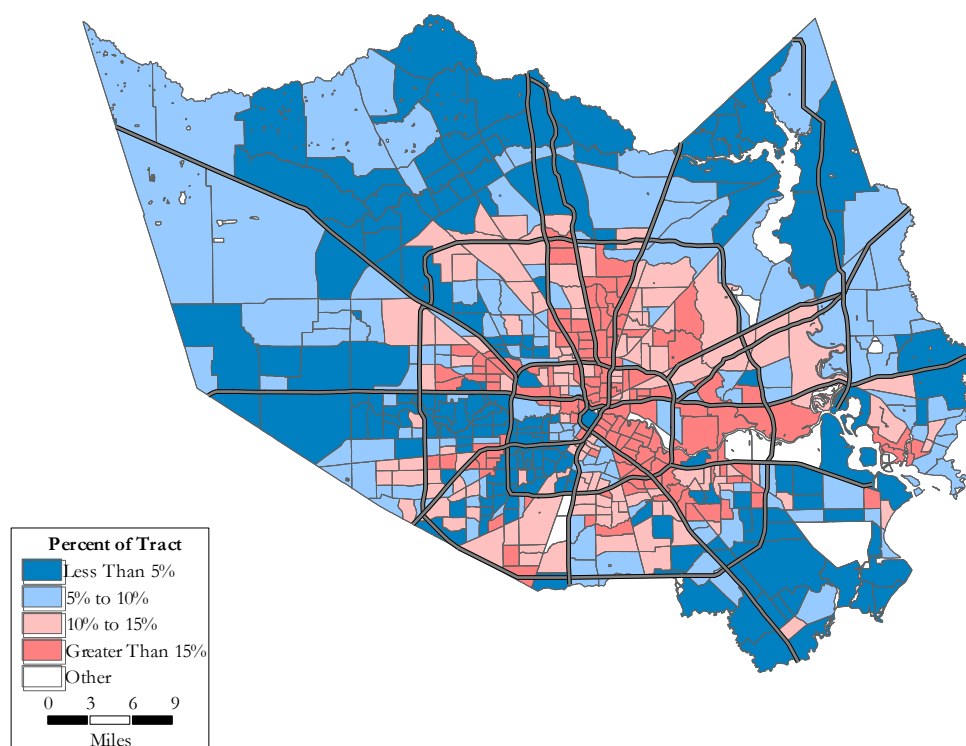 Percent of Tract
Less Than 5%
5% to 10%
10% to 15%
Greater Than 15%
Other
0 3 6 9
Miles